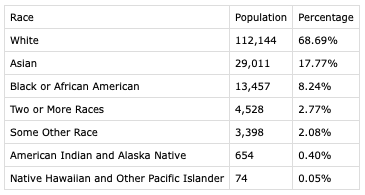 Race Population Percentage
White 112,144 68.69%
Asian 29,011 17.77%
Black or African American 13,457 8.24%
Two or More Races 4,528 2.77%
Some Other Race 3,398 2.08%
American Indian and Alaska Native 654 0.40%
Native Hawaiian and Other Pacific Islander 74 0.05%